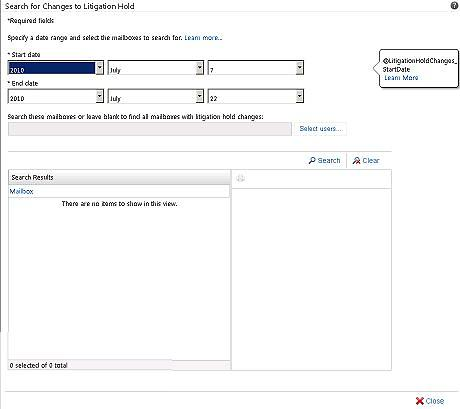 Search for Changes to Litigation Hold
*Required fields
Specify a date range and select the mailboxes to search for. Learn more...
* Start date
2010 July 7
* End date
2010 July 22
@LitigationHoldChanges_
StartDate
Learn More
Search these mailboxes or leave blank to find all mailboxes with litigation hold changes:
Select users...
Search Clear
Search Results
Mailbox
There are no items to show in this view.
0 selected of 0 total
Close